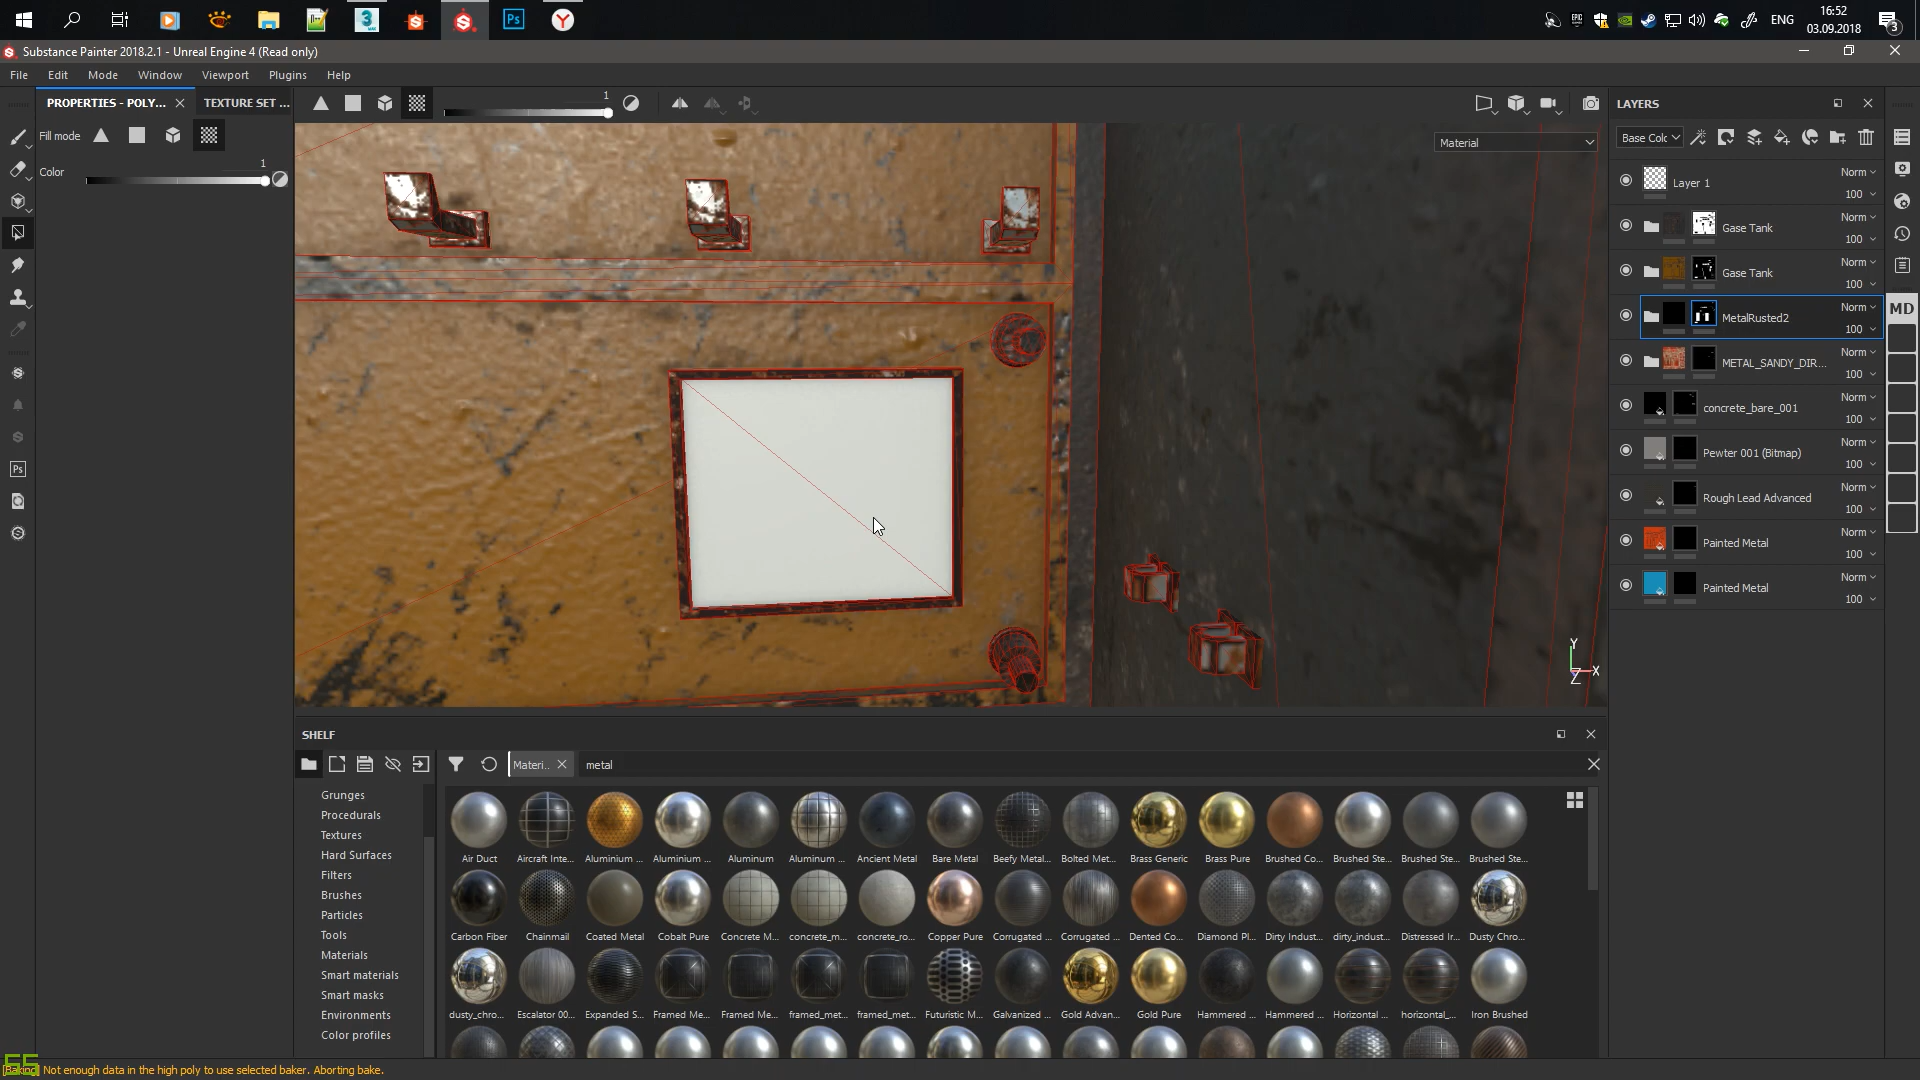 ENG
16:52
03.09.2018
3
Substance Painter 2018.2.1 - Unreal Engine 4 (Read only)
File Edit Mode Window Viewport Plugins Help
PROPERTIES - POLY... TEXTURE SET ...
1
LAYERS
Fill mode
Material
Base Colc
Color
1
Layer 1
Norm
100
Gase Tank
Norm
100
Gase Tank
Norm
100
MetalRusted2
Norm
100
MD
METAL_SANDY_DIR...
Norm
100
concrete_bare_001
Norm
100
Pewter 001 (Bitmap)
Norm
100
Rough Lead Advanced
Norm
100
Painted Metal
Norm
100
Painted Metal
Norm
100
Ps
Y
X
Z
SHELF
Materi..
metal
Grunges
Procedurals
Textures
Hard Surfaces
Filters
Brushes
Particles
Tools
Materials
Smart materials
Smart masks
Environments
Color profiles
Air Duct Aircraft Inte... Aluminium ... Aluminium ... Aluminum Aluminum ... Ancient Metal Bare Metal Beefy Metal... Bolted Met... Brass Generic Brass Pure Brushed Co... Brushed Ste... Brushed Ste... Brushed Ste...
Carbon Fiber Chainmail Coated Metal Cobalt Pure Concrete M... concrete_m... concrete_ro... Copper Pure Corrugated ... Corrugated ... Dented Co... Diamond Pl... Dirty Indust... dirty_indust... Distressed Ir... Dusty Chro...
dusty_chro... Escalator 00... Expanded S... Framed Me... Framed Me... framed_met... framed_met... Futuristic M... Galvanized ... Gold Advan... Gold Pure Hammered ... Hammered ... Horizontal ... horizontal_... Iron Brushed
55
[Baking] Not enough data in the high poly to use selected baker. Aborting bake.